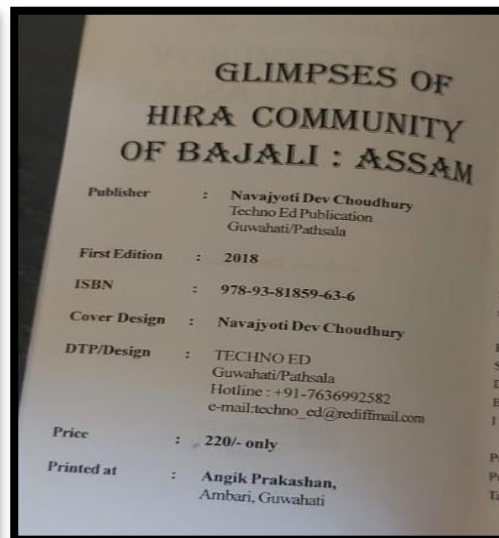 GLIMPSES OF
HIRA COMMUNITY
OF BAJALI : ASSAM
Publisher : Navajyoti Dev Choudhury
Techno Ed Publication
Guwahati/Pathsala
First Edition : 2018
ISBN : 978-93-81859-63-6
Cover Design : Navajyoti Dev Choudhury
DTP/Design : TECHNO ED
Guwahati/Pathsala
Hotline : +91-7636992582
e-mail:techno_ed@rediffmail.com
Price : 220/- only
Printed at : Angik Prakashan,
Ambari, Guwahati